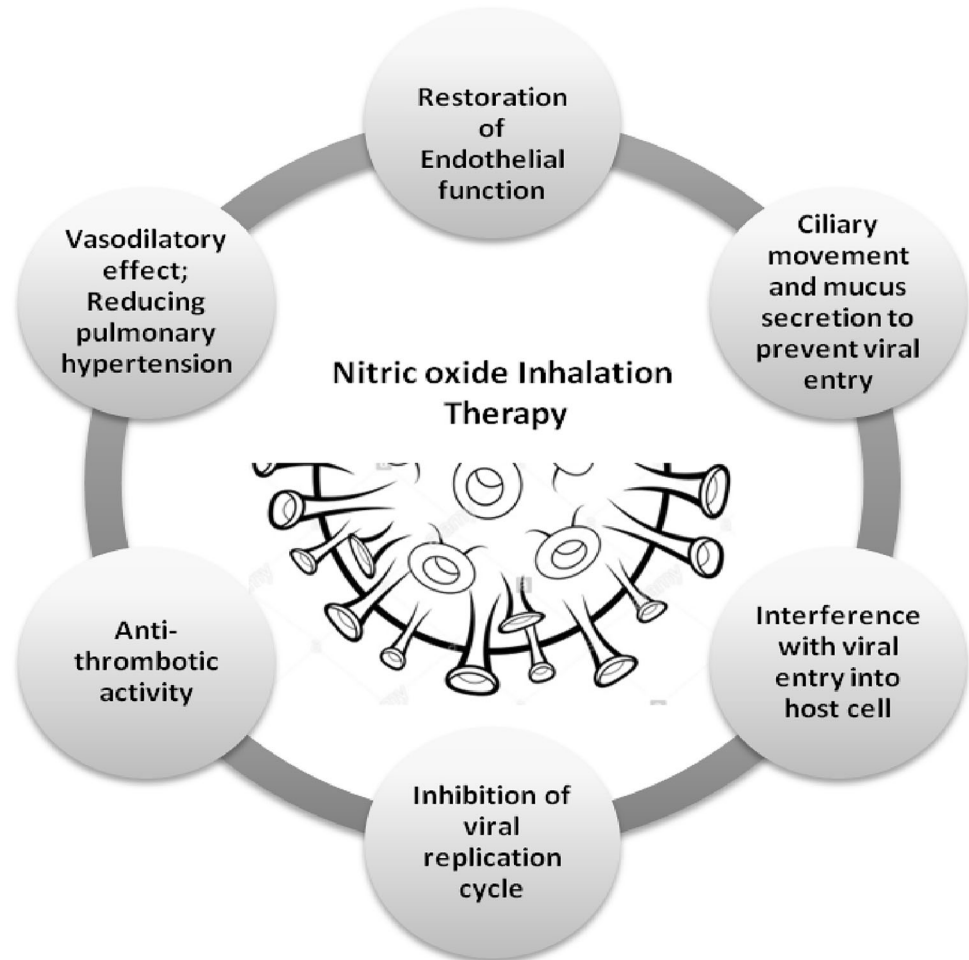 Restoration
of
Endothelial
function
Ciliary
movement
and mucus
secretion to
prevent viral
entry
Interference
with viral
entry into
host cell
Inhibition of
viral
replication
cycle
Anti-
thrombotic
activity
Vasodilatory
effect;
Reducing
pulmonary
hypertension
Nitric oxide Inhalation
Therapy